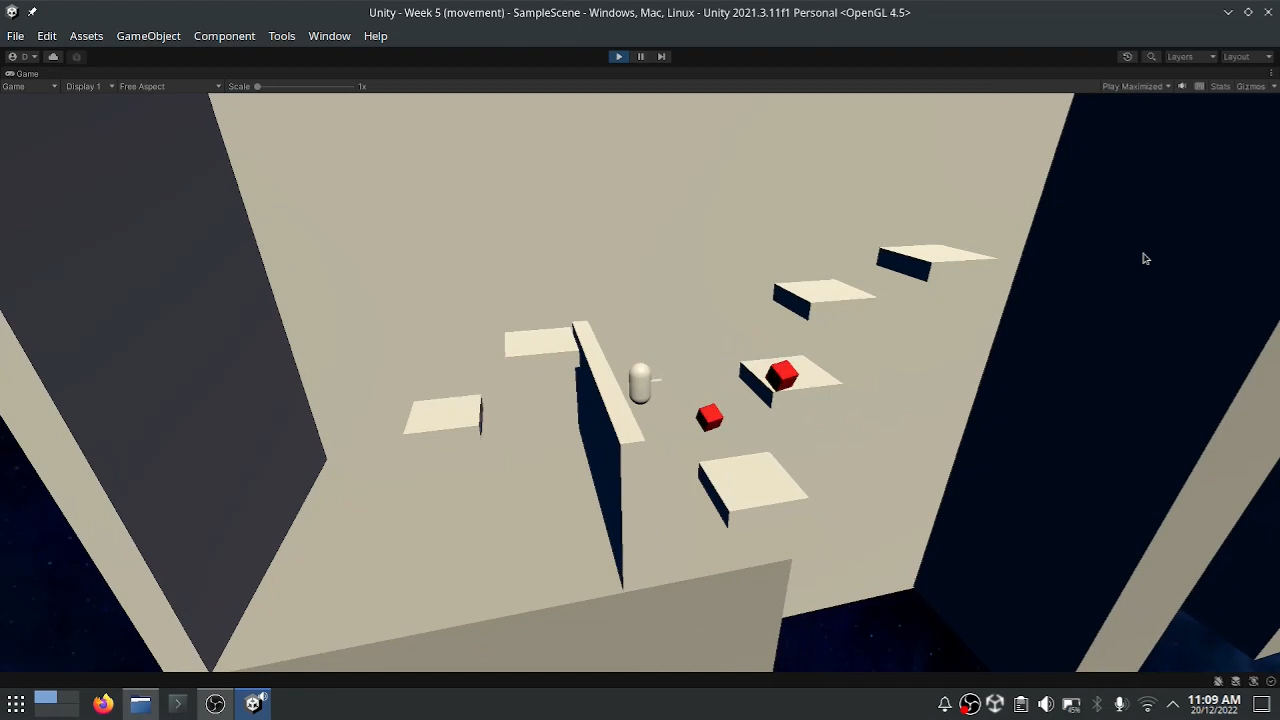 Unity - Week 5 (movement) - SampleScene - Windows, Mac, Linux - Unity 2021.3.11f1 Personal <OpenGL 4.5>
File Edit Assets GameObject Component Tools Window Help
D Layers Layout
Game
Game Display 1 Free Aspect Scale 1x Play Maximized Stats Gizmos
45%
11:09 AM
20/12/2022